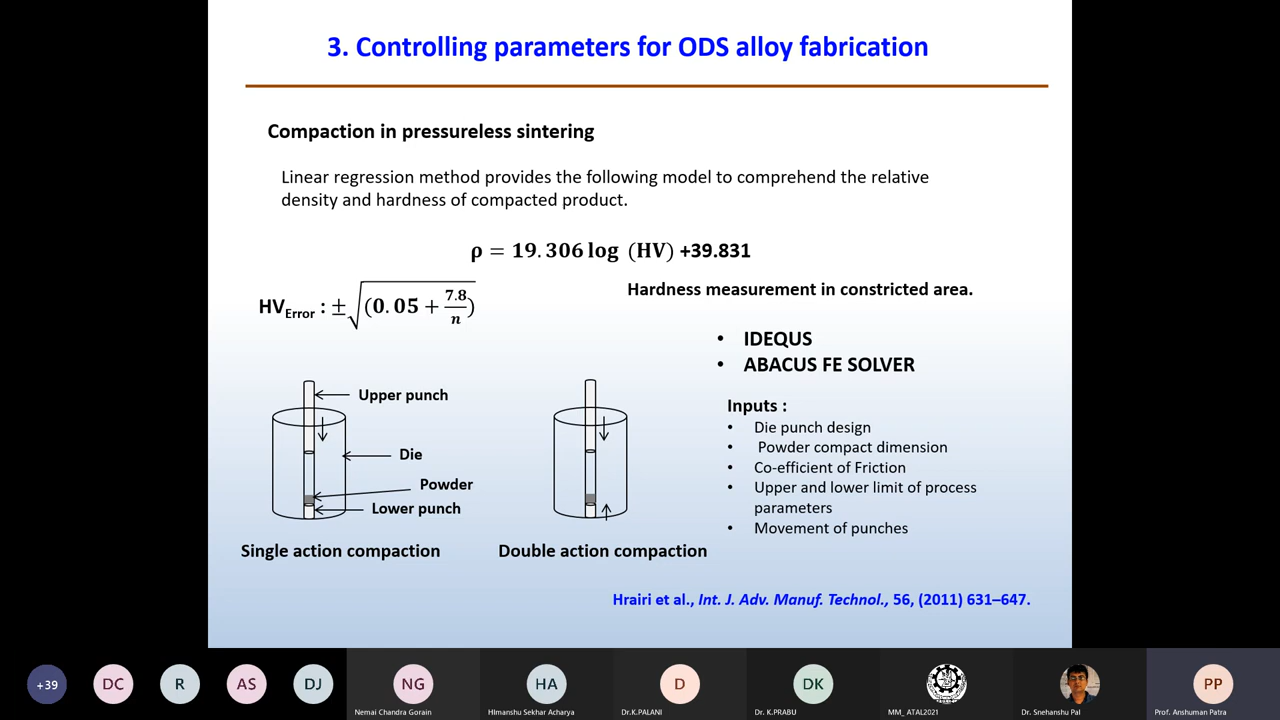 3. Controlling parameters for ODS alloy fabrication
Compaction in pressureless sintering
Linear regression method provides the following model to comprehend the relative
density and hardness of compacted product.
ρ = 19.306 log (HV) +39.831
HVError : ±√(0.05 + 7.8/n)
Hardness measurement in constricted area.
• IDEQUS
• ABACUS FE SOLVER
Upper punch
Die
Powder
Lower punch
Single action compaction
Double action compaction
Inputs :
• Die punch design
• Powder compact dimension
• Co-efficient of Friction
• Upper and lower limit of process
parameters
• Movement of punches
Hrairi et al., Int. J. Adv. Manuf. Technol., 56, (2011) 631–647.
+39
DC
R
AS
DJ
NG
HA
D
DK
PP
Nemai Chandra Gorain
HImanshu Sekhar Acharya
Dr.K.PALANI
Dr. K.PRABU
MM_ ATAL2021
Dr. Snehanshu Pal
Prof. Anshuman Patra